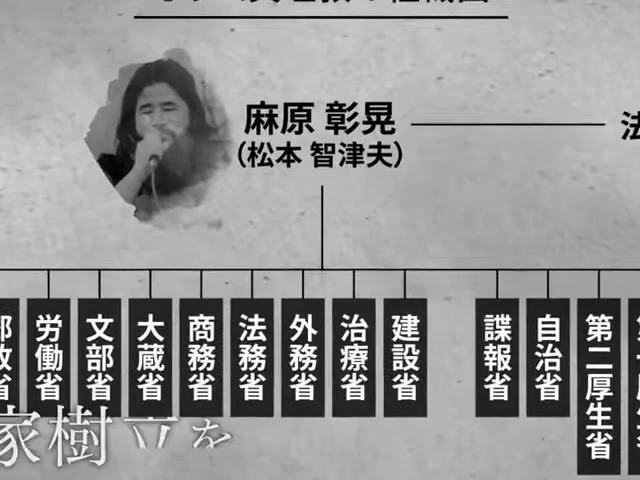 麻原 彰晃
(松本 智津夫)
労働省
文部省
大蔵省
商務省
法務省
外務省
治療省
建設省
諜報省
自治省
第二厚生省
家樹立を